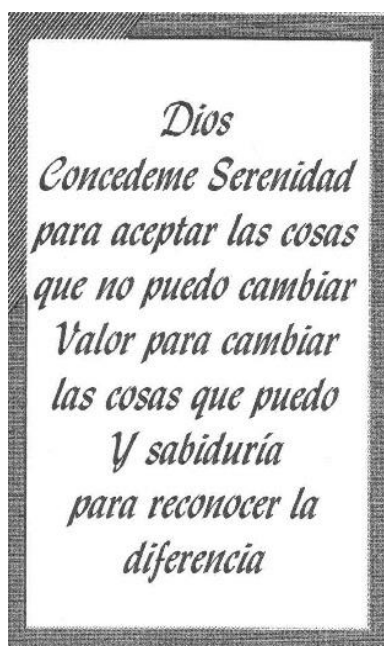 Dios
Concedeme Serenidad
para aceptar las cosas
que no puedo cambiar
Valor para cambiar
las cosas que puedo
Y sabiduría
para reconocer la
diferencia